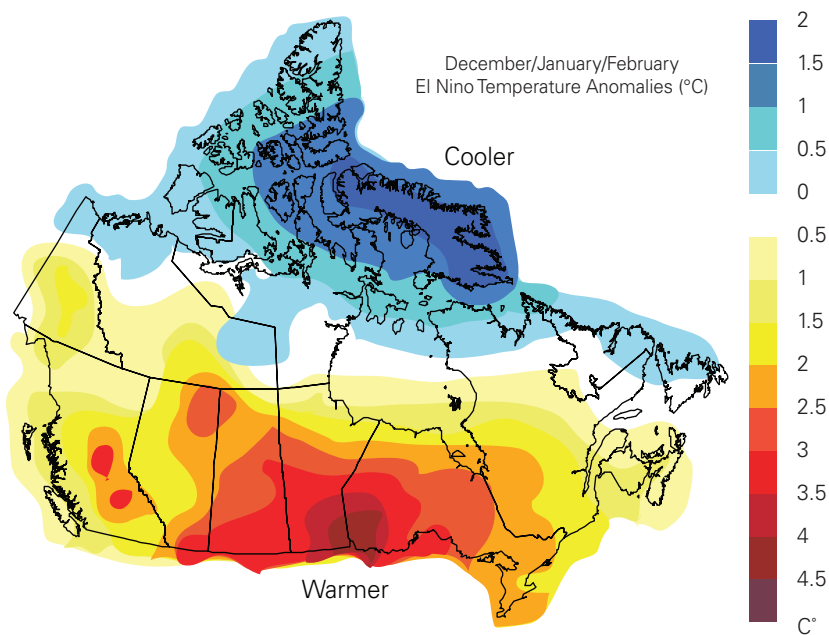 December/January/February
El Nino Temperature Anomalies (°C)
Cooler
Warmer
2
1.5
1
0.5
0
0.5
1
1.5
2
2.5
3
3.5
4
4.5
C°